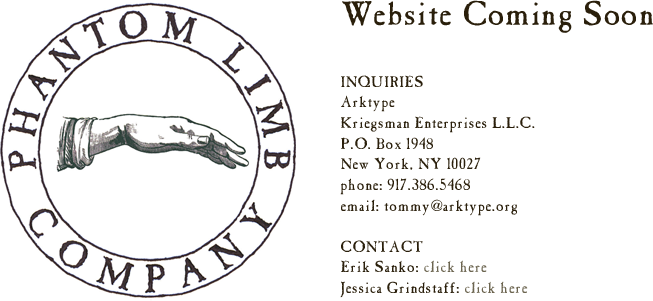 PHANTOM LIMB
COMPANY
Website Coming Soon
INQUIRIES
Arktype
Kriegsman Enterprises L.L.C.
P.O. Box 1948
New York, NY 10027
phone: 917.386.5468
email: tommy@arktype.org
CONTACT
Erik Sanko: click here
Jessica Grindstaff: click here